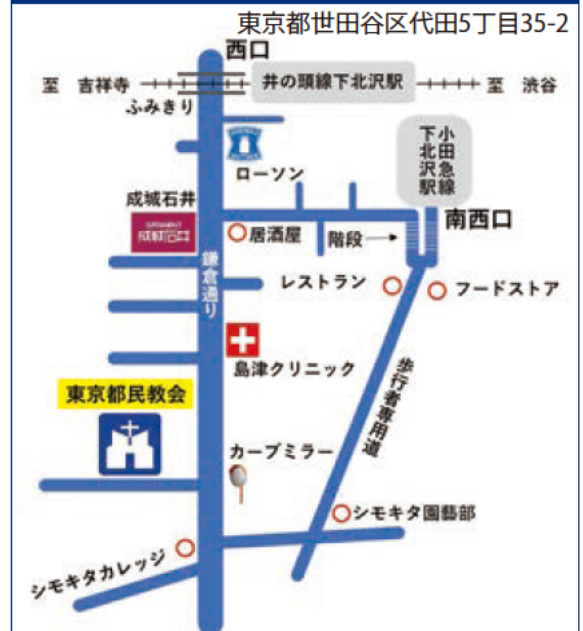 東京都世田谷区代田5丁目35-2
西口
至 吉祥寺
井の頭線下北沢駅
至 渋谷
ふみきり
ローソン
小田急線
下北沢駅
成城石井
成城石井
居酒屋
階段
南西口
鎌倉通り
レストラン
フードストア
島津クリニック
歩行者専用道
東京都民教会
カーブミラー
シモキタ園藝部
シモキタカレッジ